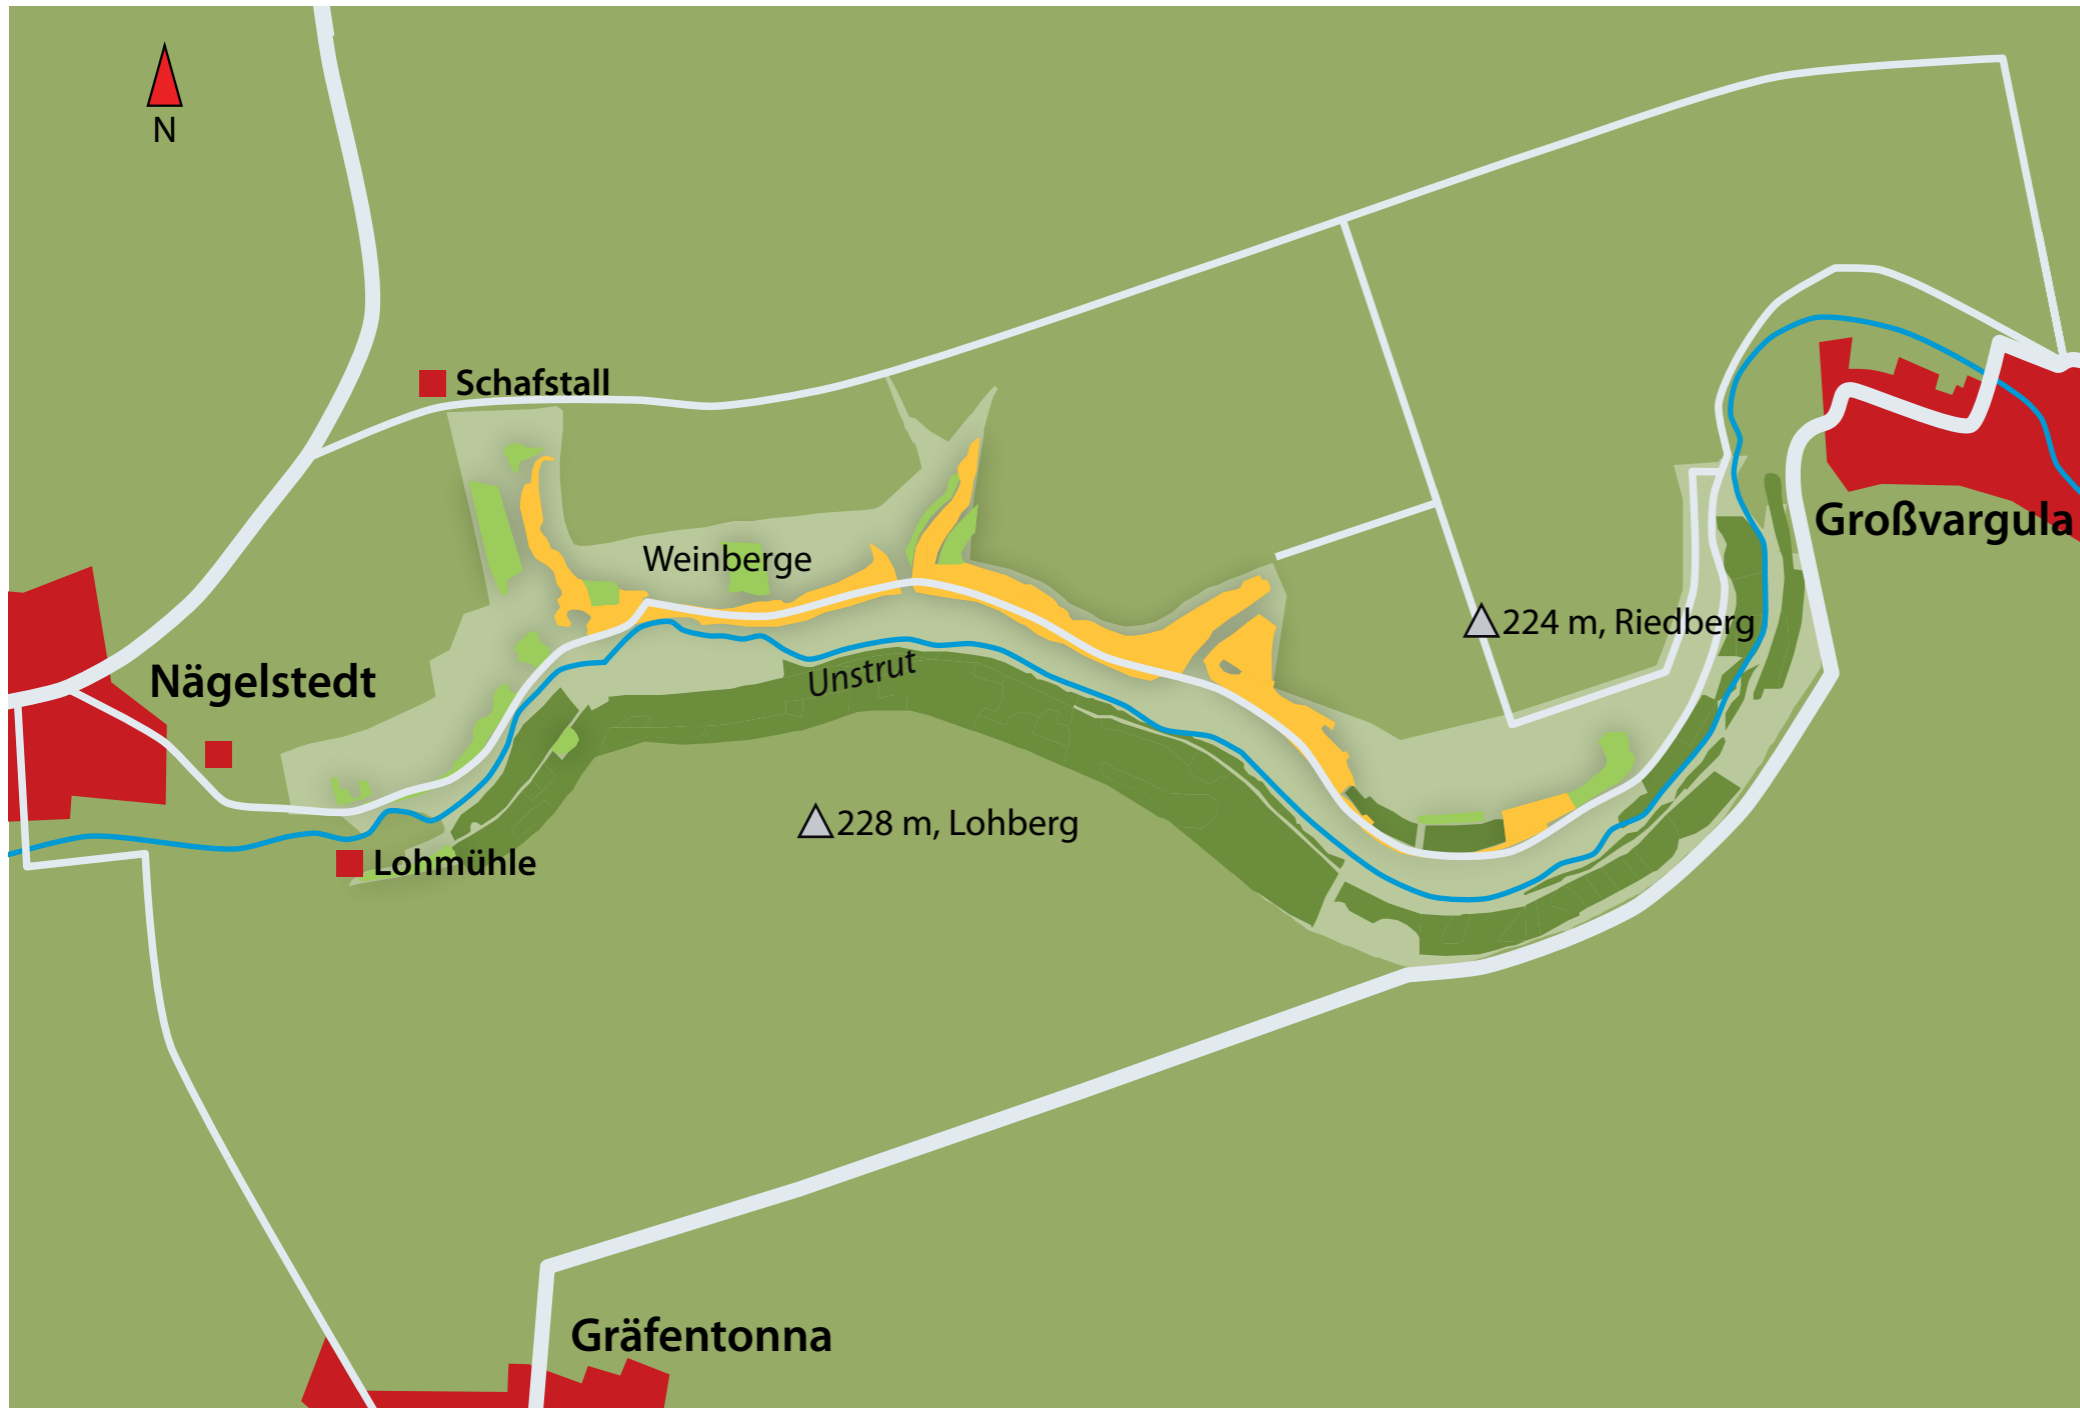 N
Schafstall
Großvargula
Weinberge
224 m, Riedberg
Nägelstedt
Unstrut
228 m, Lohberg
Lohmühle
Gräfentonna